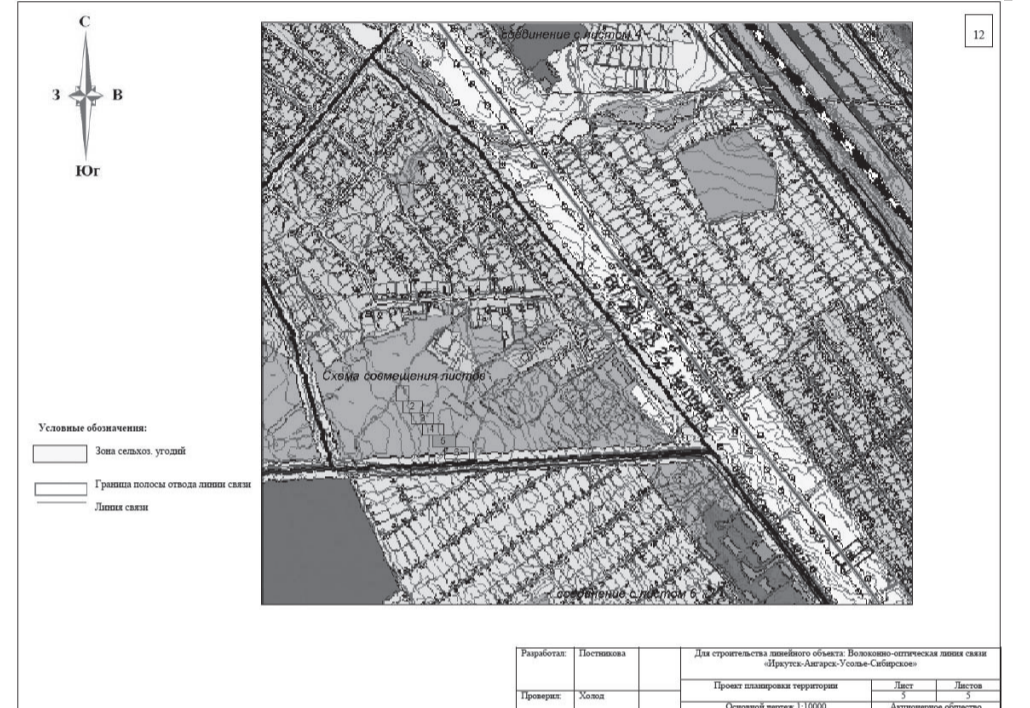 С
З В
Юг
12
соединение с листом 4
Схема совмещения листов
2
6
соединение с листом 6
Условные обозначения:
Зона сельхоз. угодий
Граница полосы отвода линии связи
Линия связи
Разработал: Постникова
Для строительства линейного объекта: Волоконно-оптическая линия связи
«Иркутск-Ангарск-Усолье-Сибирское»
Проект планировки территории
Лист Листов
5 5
Проверил: Холод
Основной чертеж 1:10000
Акционерное общество